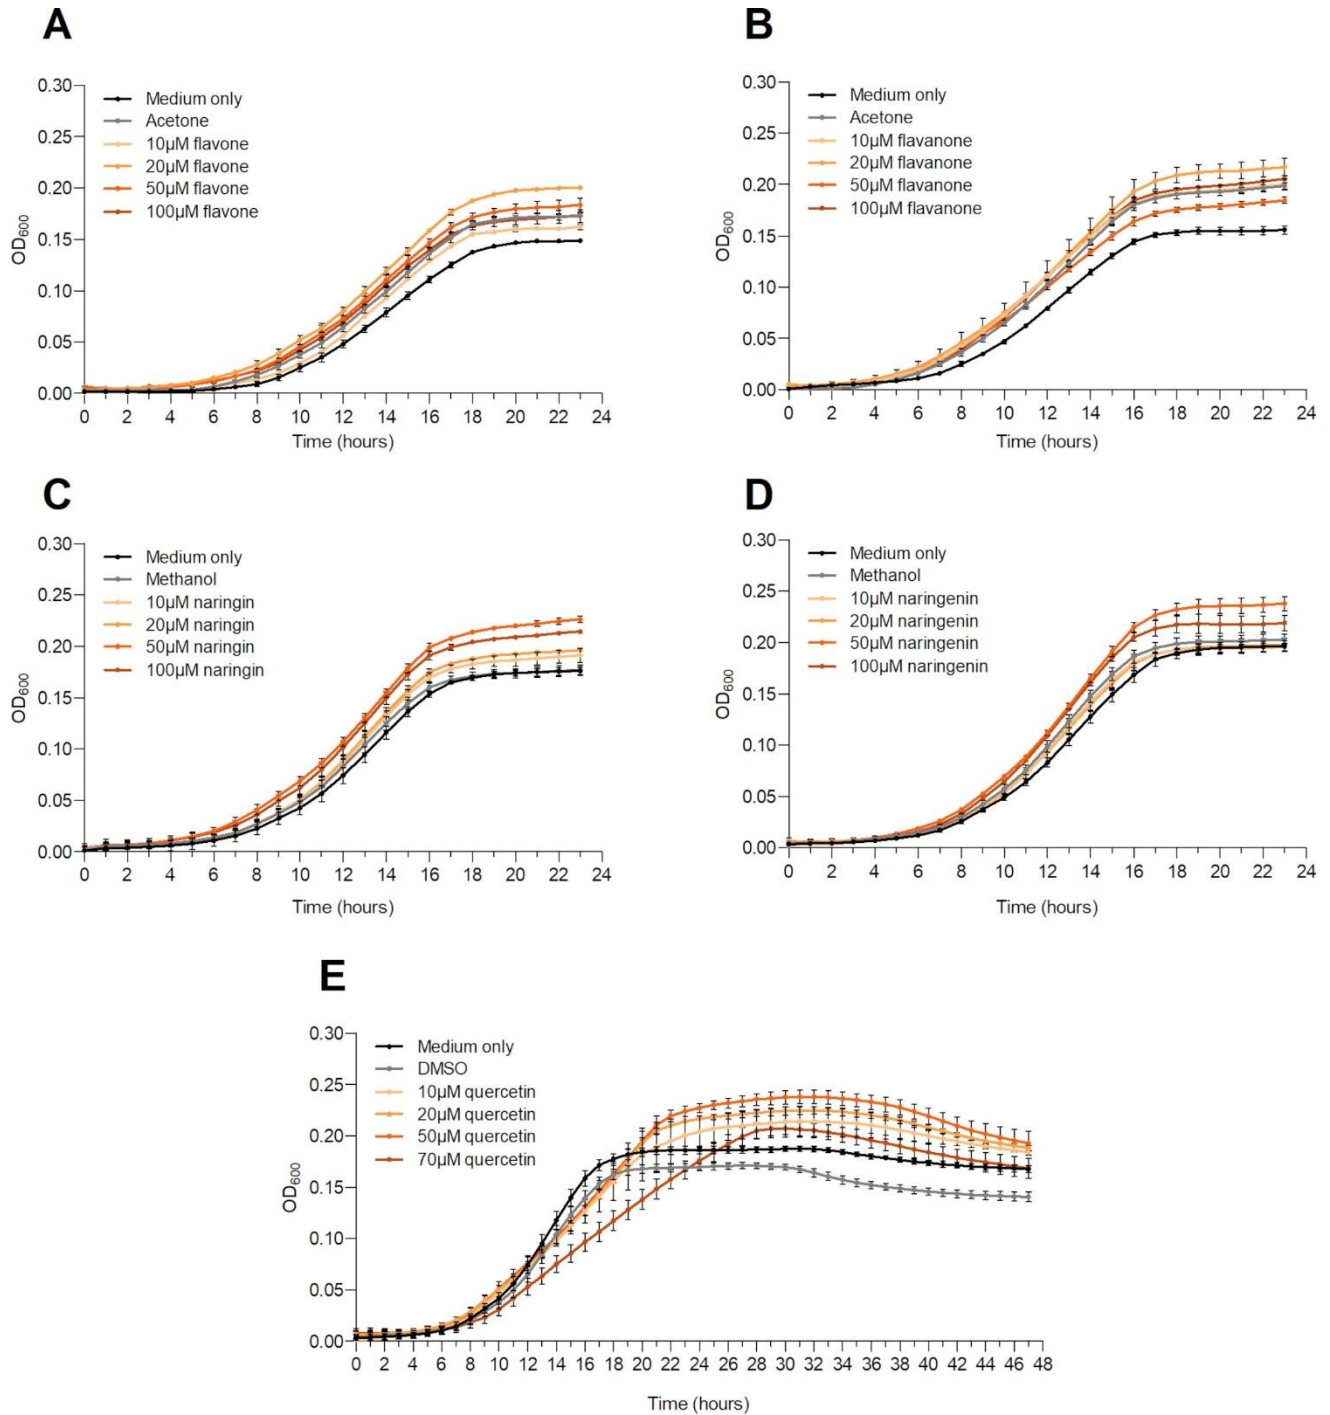 A
0.30
0.25
0.20
0.15
0.10
0.05
0.00
OD600
Medium only
Acetone
10µM flavone
20µM flavone
50µM flavone
100µM flavone
0 2 4 6 8 10 12 14 16 18 20 22 24
Time (hours)
B
0.30
0.25
0.20
0.15
0.10
0.05
0.00
OD600
Medium only
Acetone
10µM flavanone
20µM flavanone
50µM flavanone
100µM flavanone
0 2 4 6 8 10 12 14 16 18 20 22 24
Time (hours)
C
0.30
0.25
0.20
0.15
0.10
0.05
0.00
OD600
Medium only
Methanol
10µM naringin
20µM naringin
50µM naringin
100µM naringin
0 2 4 6 8 10 12 14 16 18 20 22 24
Time (hours)
D
0.30
0.25
0.20
0.15
0.10
0.05
0.00
OD600
Medium only
Methanol
10µM naringenin
20µM naringenin
50µM naringenin
100µM naringenin
0 2 4 6 8 10 12 14 16 18 20 22 24
Time (hours)
E
0.30
0.25
0.20
0.15
0.10
0.05
0.00
OD600
Medium only
DMSO
10µM quercetin
20µM quercetin
50µM quercetin
70µM quercetin
0 2 4 6 8 10 12 14 16 18 20 22 24 26 28 30 32 34 36 38 40 42 44 46 48
Time (hours)